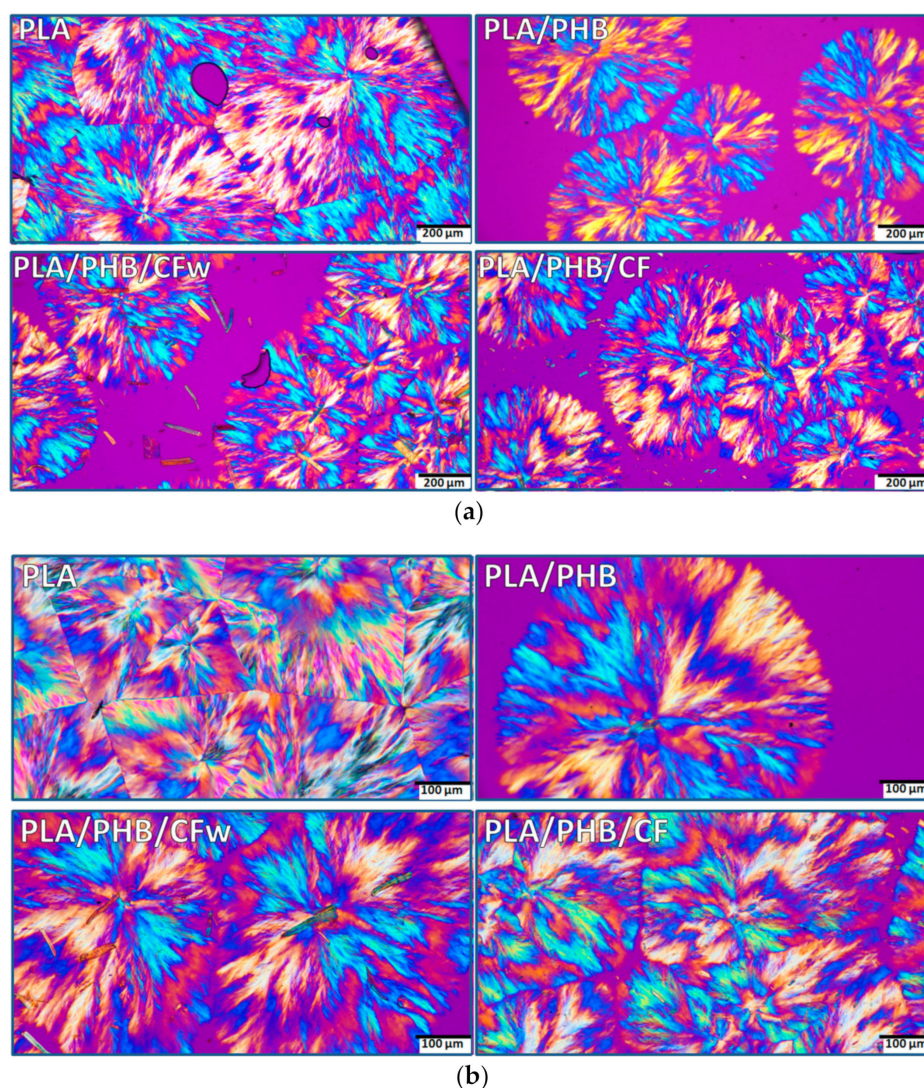 PLA
PLA/PHB
200 µm
200 µm
PLA/PHB/CFw
PLA/PHB/CF
200 µm
200 µm
(a)
PLA
PLA/PHB
100 µm
100 µm
PLA/PHB/CFw
PLA/PHB/CF
100 µm
100 µm
(b)